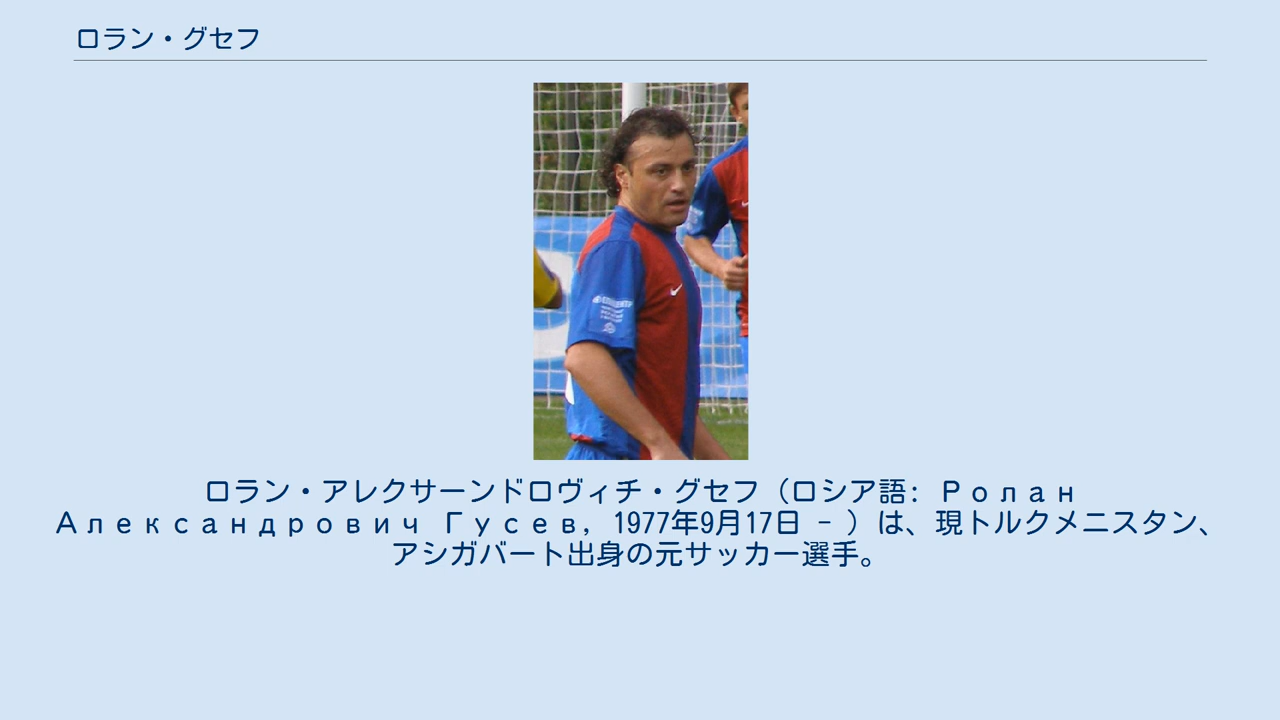 ロラン・グセフ
ロラン・アレクサーンドロヴィチ・グセフ（ロシア語: Ролан
Александрович Гусев, 1977年9月17日 - ）は、現トルクメニスタン、
アシガバート出身の元サッカー選手。